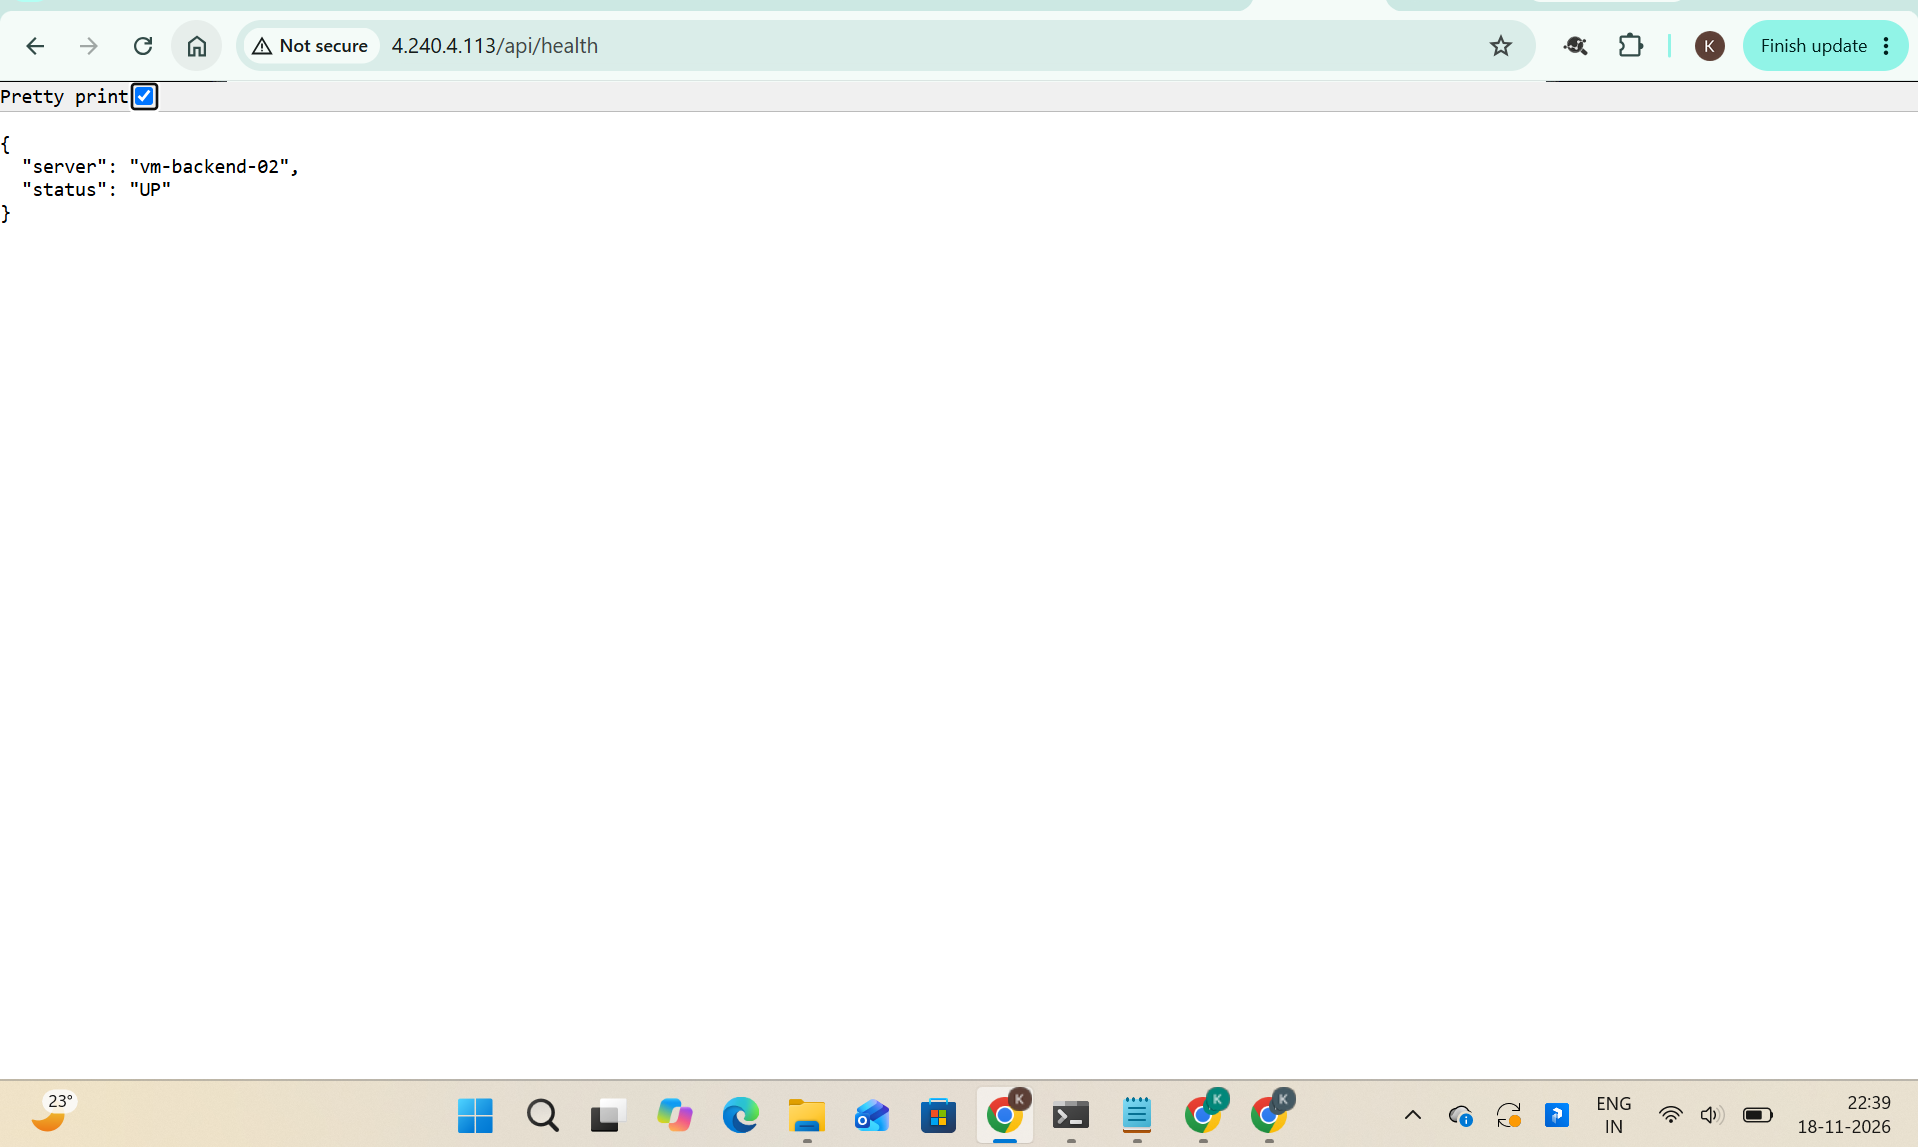 Not secure
4.240.4.113/api/health
K
Finish update
Pretty print
{
  "server": "vm-backend-02",
  "status": "UP"
}
23°
K
K
K
ENG
IN
22:39
18-11-2026